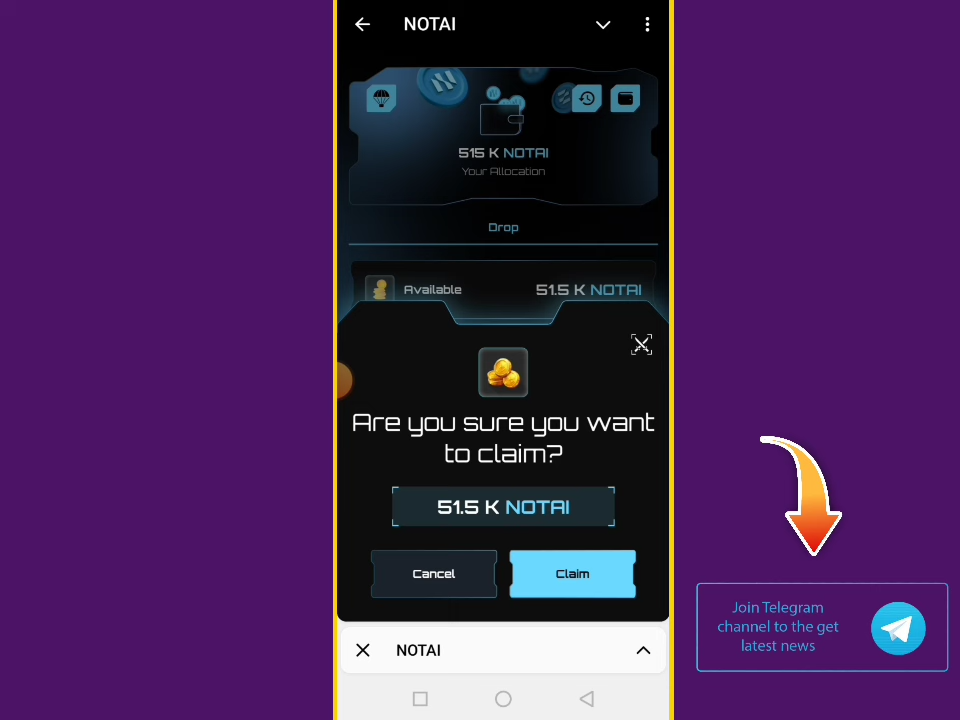 NOTAI
515 K NOTAI
Your Allocation
Drop
Available 51.5 K NOTAI
Are you sure you want
to claim?
51.5 K NOTAI
Cancel Claim
NOTAI
Join Telegram
channel to the get
latest news